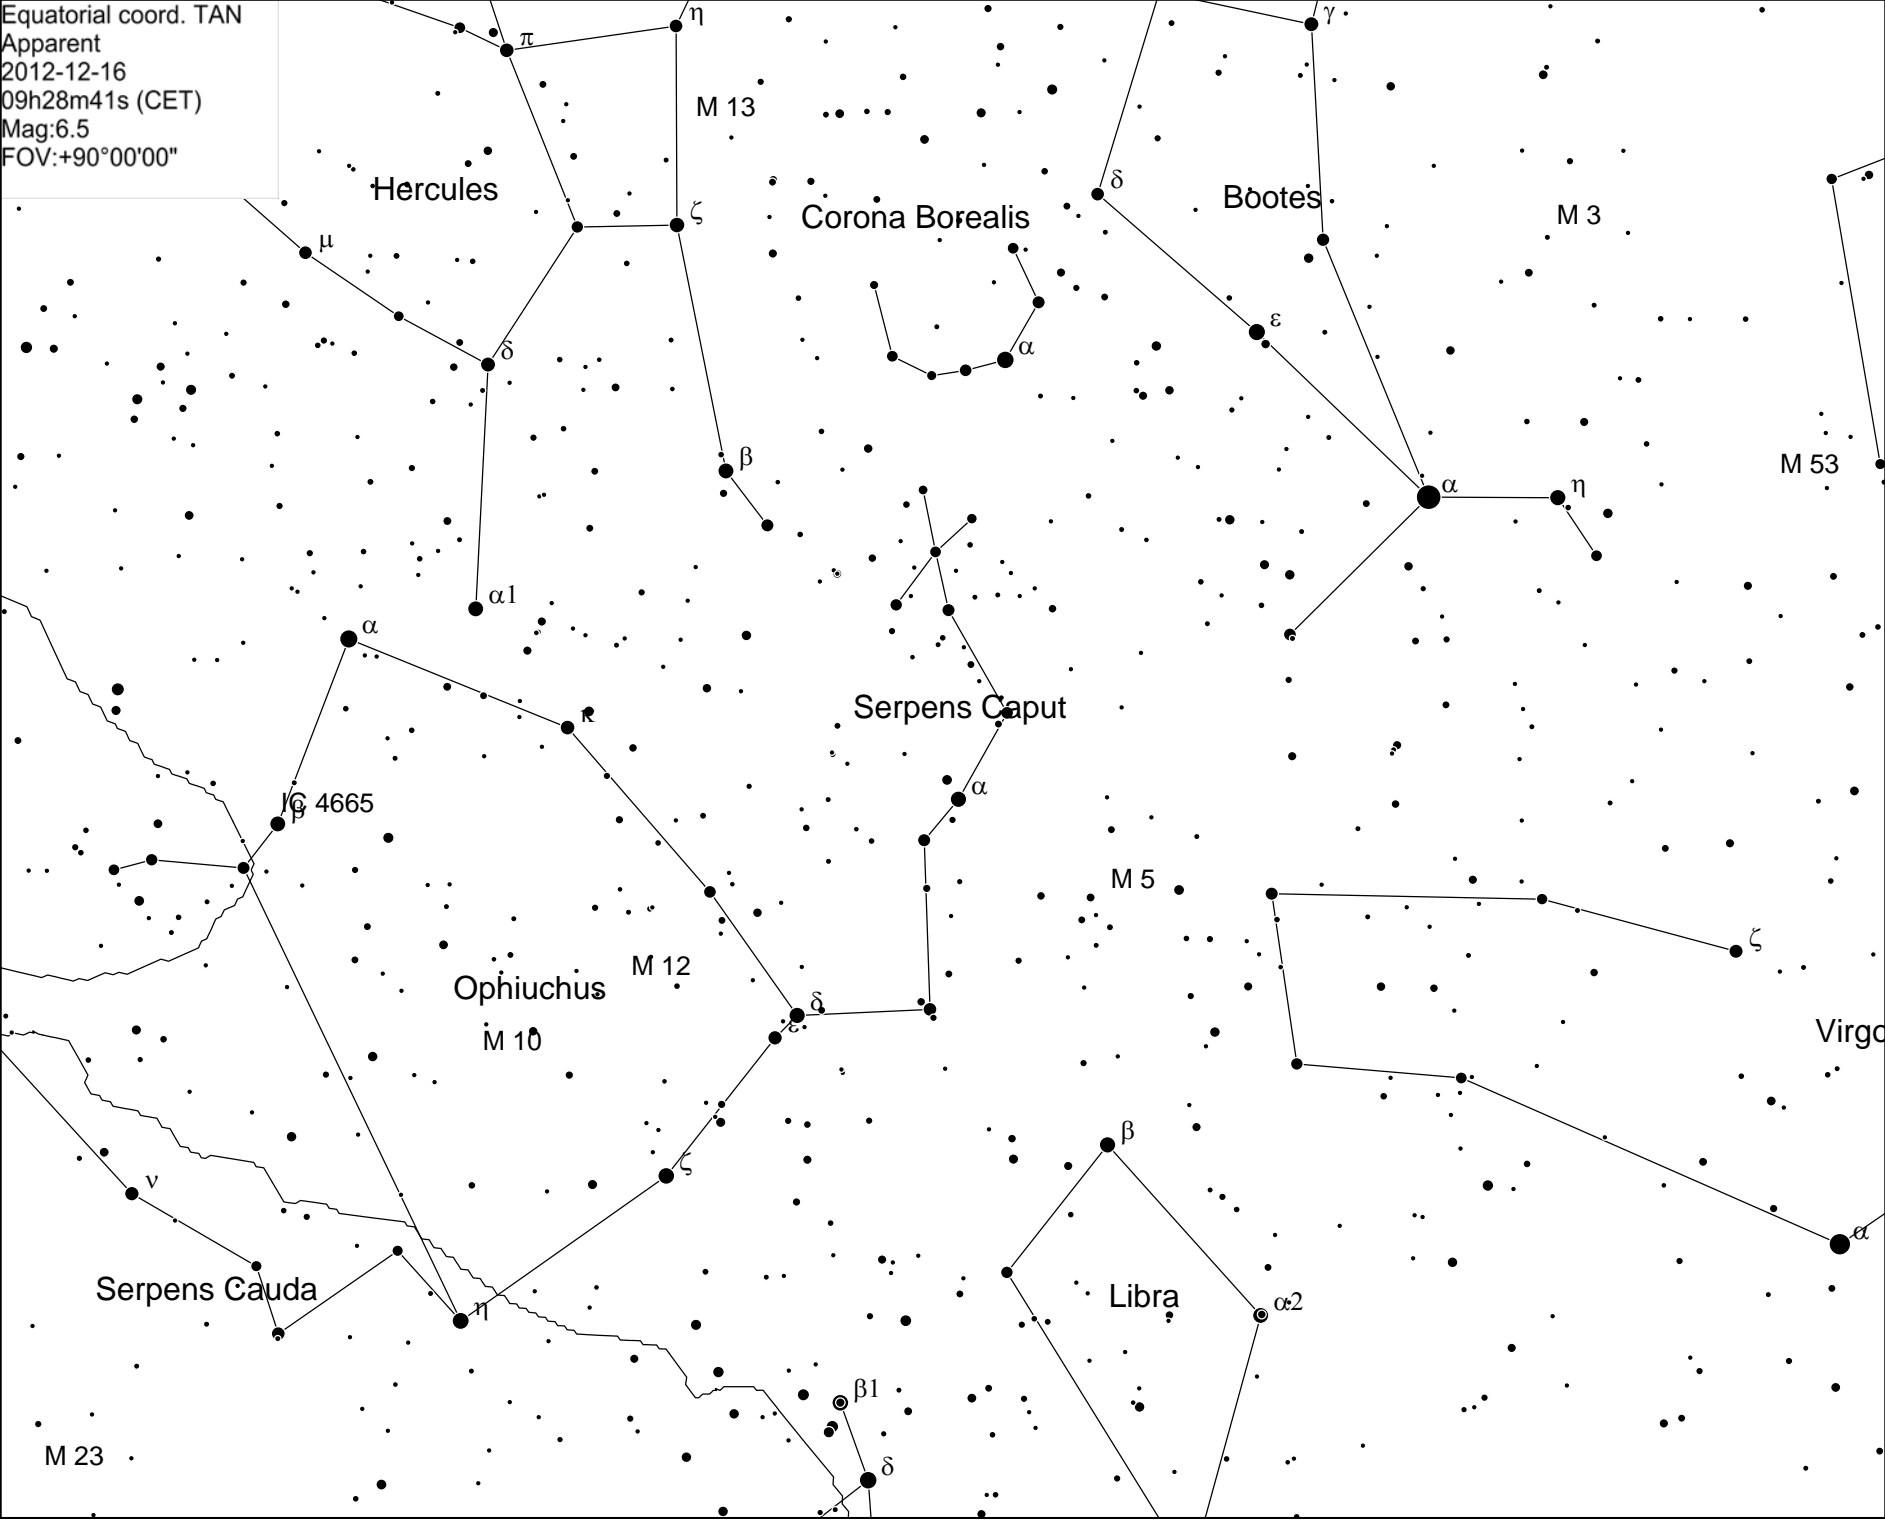 Equatorial coord. TAN
Apparent
2012-12-16
09h28m41s (CET)
Mag:6.5
FOV:+90°00'00"
π
η
γ
M 13
Hercules
δ
Bootes
ζ
Corona Borealis
M 3
μ
ε
δ
α
β
M 53
α
η
α1
α
κ
Serpens Caput
α
IC 4665
β
M 5
ζ
M 12
Ophiuchus
δ
ε
M 10
Virgo
β
ζ
ν
α
Serpens Cauda
Libra
α2
η
β1
M 23
δ